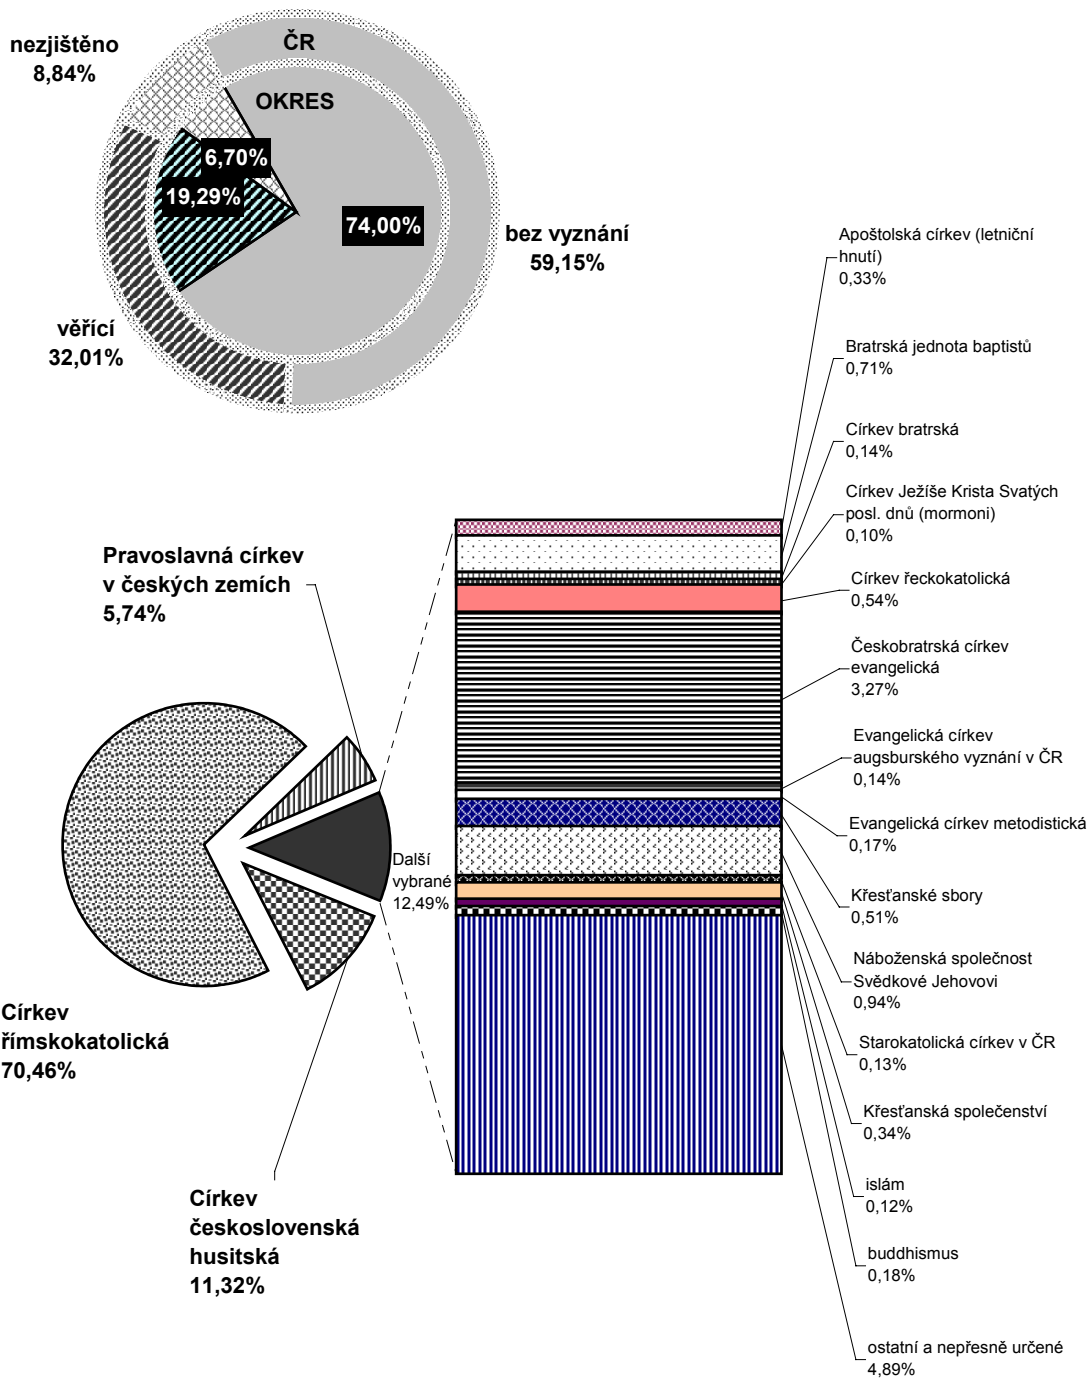 nezjištěno
8,84%
ČR
OKRES
6,70%
19,29%
74,00%
bez vyznání
59,15%
věřící
32,01%
Apoštolská církev (letniční
hnutí)
0,33%
Bratrská jednota baptistů
0,71%
Církev bratrská
0,14%
Církev Ježíše Krista Svatých
posl. dnů (mormoni)
0,10%
Církev řeckokatolická
0,54%
Českobratrská církev
evangelická
3,27%
Evangelická církev
augsburského vyznání v ČR
0,14%
Evangelická církev metodistická
0,17%
Křesťanské sbory
0,51%
Náboženská společnost
Svědkové Jehovovi
0,94%
Starokatolická církev v ČR
0,13%
Křesťanská společenství
0,34%
islám
0,12%
buddhismus
0,18%
ostatní a nepřesně určené
4,89%
Pravoslavná církev
v českých zemích
5,74%
Další
vybrané
12,49%
Církev
římskokatolická
70,46%
Církev
československá
husitská
11,32%